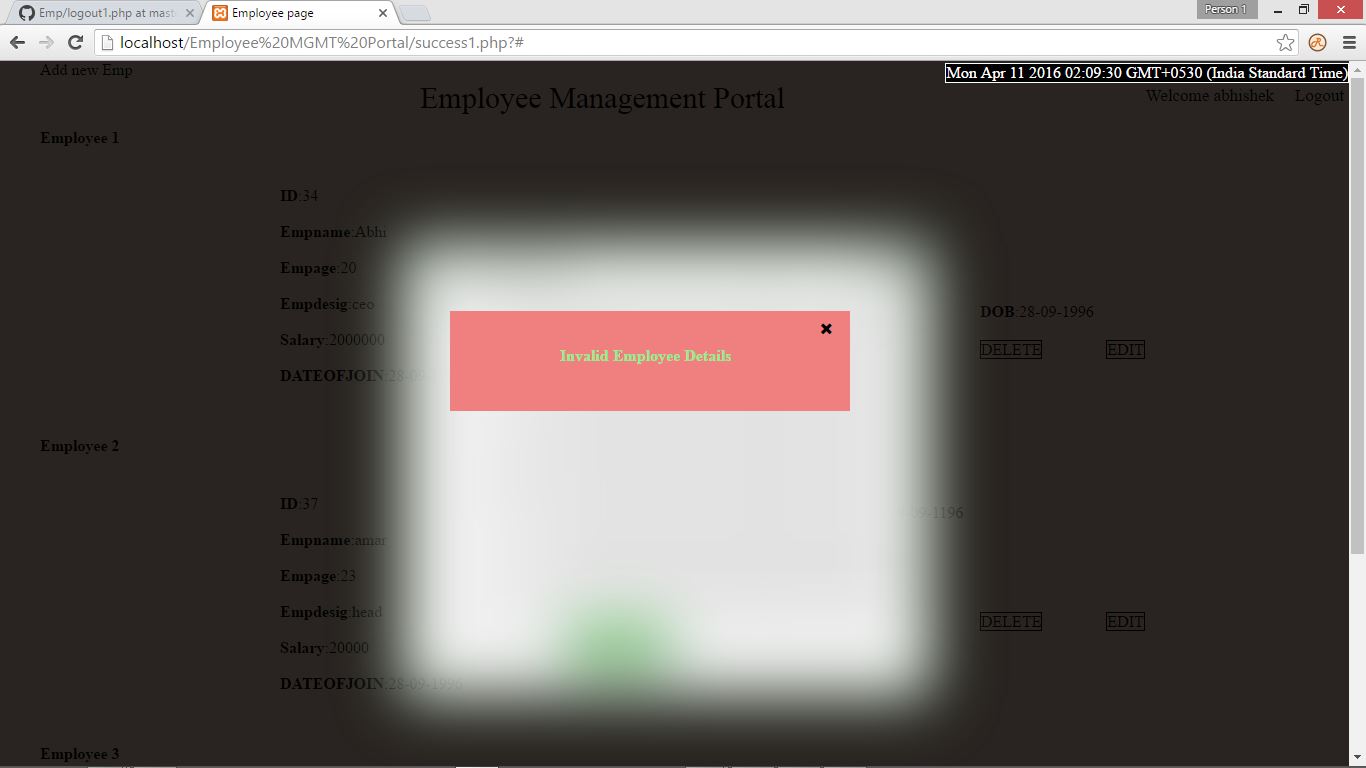 Emp/logout1.php at mast
Employee page
Person 1
localhost/Employee%20MGMT%20Portal/success1.php?#
Add new Emp
Mon Apr 11 2016 02:09:30 GMT+0530 (India Standard Time)
Employee Management Portal
Welcome abhishek Logout
Employee 1
ID:34
Empname:Abhi
Empage:20
Empdesig:ceo
DOB:28-09-1996
Salary:2000000
DELETE EDIT
DATEOFJOIN:28-09-1
Invalid Employee Details
Employee 2
ID:37
-09-1196
Empname:amar
Empage:23
Empdesig:head
DELETE EDIT
Salary:20000
DATEOFJOIN:28-09-1996
Employee 3